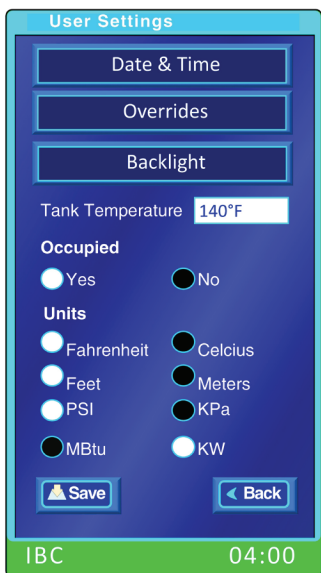 User Settings
Date & Time
Overrides
Backlight
Tank Temperature 140°F
Occupied
Yes No
Units
Fahrenheit Celcius
Feet Meters
PSI KPa
MBtu KW
Save Back
IBC 04:00